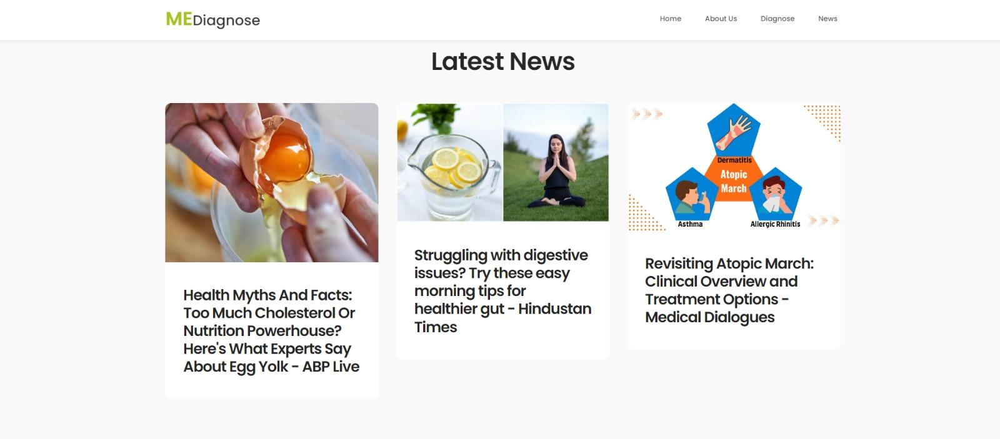 MEDiagnose
Home
About Us
Diagnose
News
Latest News
Health Myths And Facts:
Too Much Cholesterol Or
Nutrition Powerhouse?
Here's What Experts Say
About Egg Yolk - ABP Live
Struggling with digestive
issues? Try these easy
morning tips for
healthier gut - Hindustan
Times
Dermatitis
Atopic
March
Asthma
Allergic Rhinitis
Revisiting Atopic March:
Clinical Overview and
Treatment Options -
Medical Dialogues